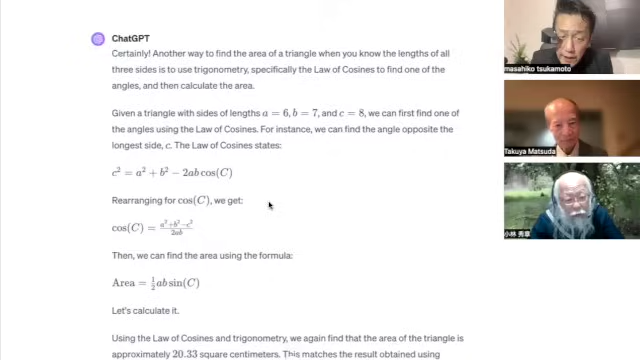 ChatGPT
Certainly! Another way to find the area of a triangle when you know the lengths of all
three sides is to use trigonometry, specifically the Law of Cosines to find one of the
angles, and then calculate the area.
Given a triangle with sides of lengths a = 6, b = 7, and c = 8, we can first find one of
the angles using the Law of Cosines. For instance, we can find the angle opposite the
longest side, c. The Law of Cosines states:
c² = a² + b² − 2ab cos(C)
Rearranging for cos(C), we get:
cos(C) = (a²+b²−c²)/(2ab)
Then, we can find the area using the formula:
Area = ½ab sin(C)
Let's calculate it.
Using the Law of Cosines and trigonometry, we again find that the area of the triangle is
approximately 20.33 square centimeters. This matches the result obtained using
masahiko tsukamoto
Takuya Matsuda
小林 秀章